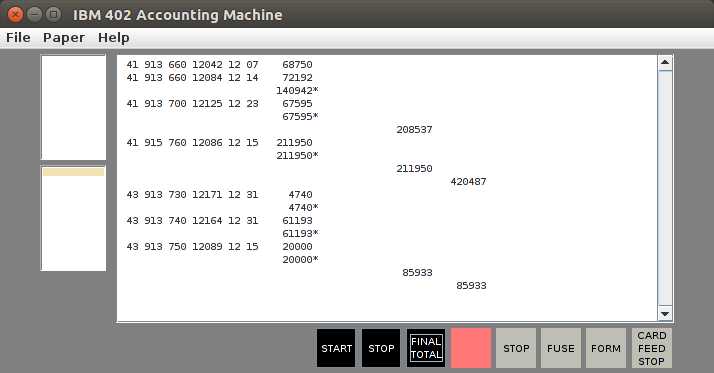 IBM 402 Accounting Machine
File Paper Help
41 913 660 12042 12 07 68750
41 913 660 12084 12 14 72192
140942*
41 913 700 12125 12 23 67595
67595*
208537
41 915 760 12086 12 15 211950
211950*
211950
420487
43 913 730 12171 12 31 4740
4740*
43 913 740 12164 12 31 61193
61193*
43 913 750 12089 12 15 20000
20000*
85933
85933
START
STOP
FINAL
TOTAL
STOP
FUSE
FORM
CARD
FEED
STOP